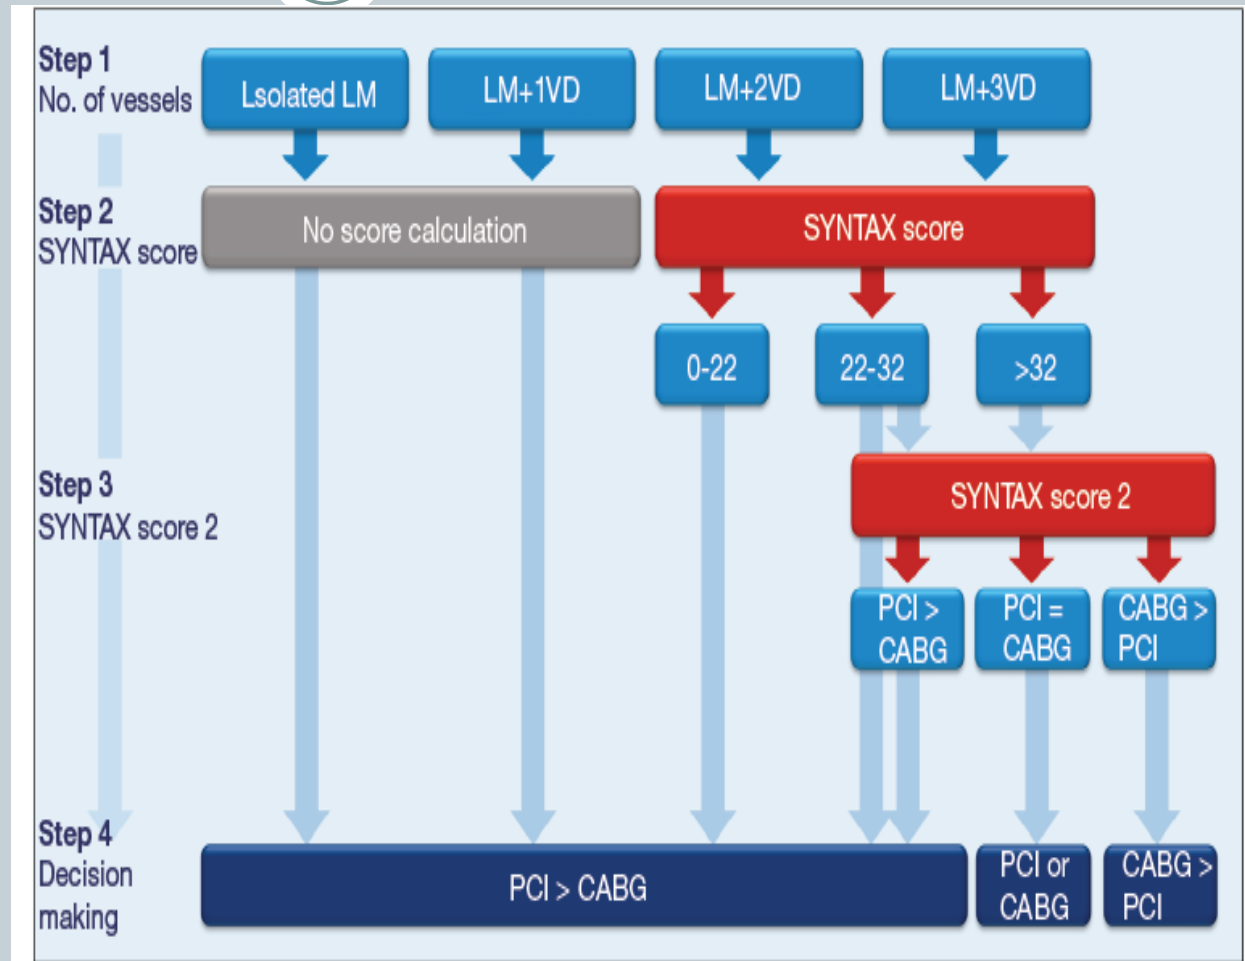 Step 1
No. of vessels
Lsolated LM
LM+1VD
LM+2VD
LM+3VD
Step 2
SYNTAX score
No score calculation
SYNTAX score
0-22
22-32
>32
Step 3
SYNTAX score 2
SYNTAX score 2
PCI >
CABG
PCI =
CABG
CABG >
PCI
Step 4
Decision
making
PCI > CABG
PCI or
CABG
CABG >
PCI